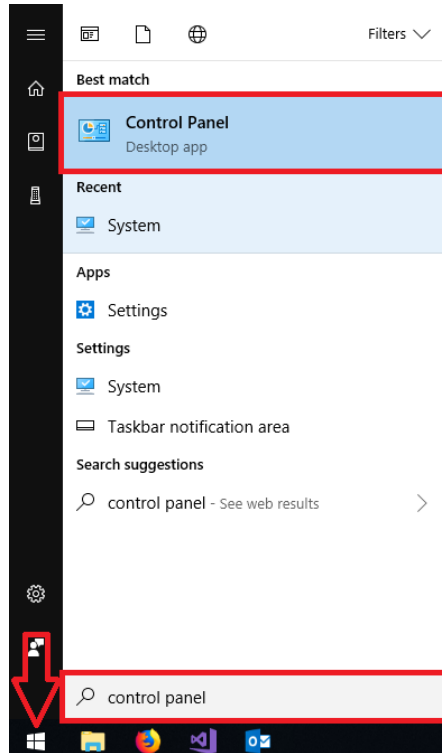 Filters
Best match
Control Panel
Desktop app
Recent
System
Apps
Settings
Settings
System
Taskbar notification area
Search suggestions
control panel - See web results
control panel